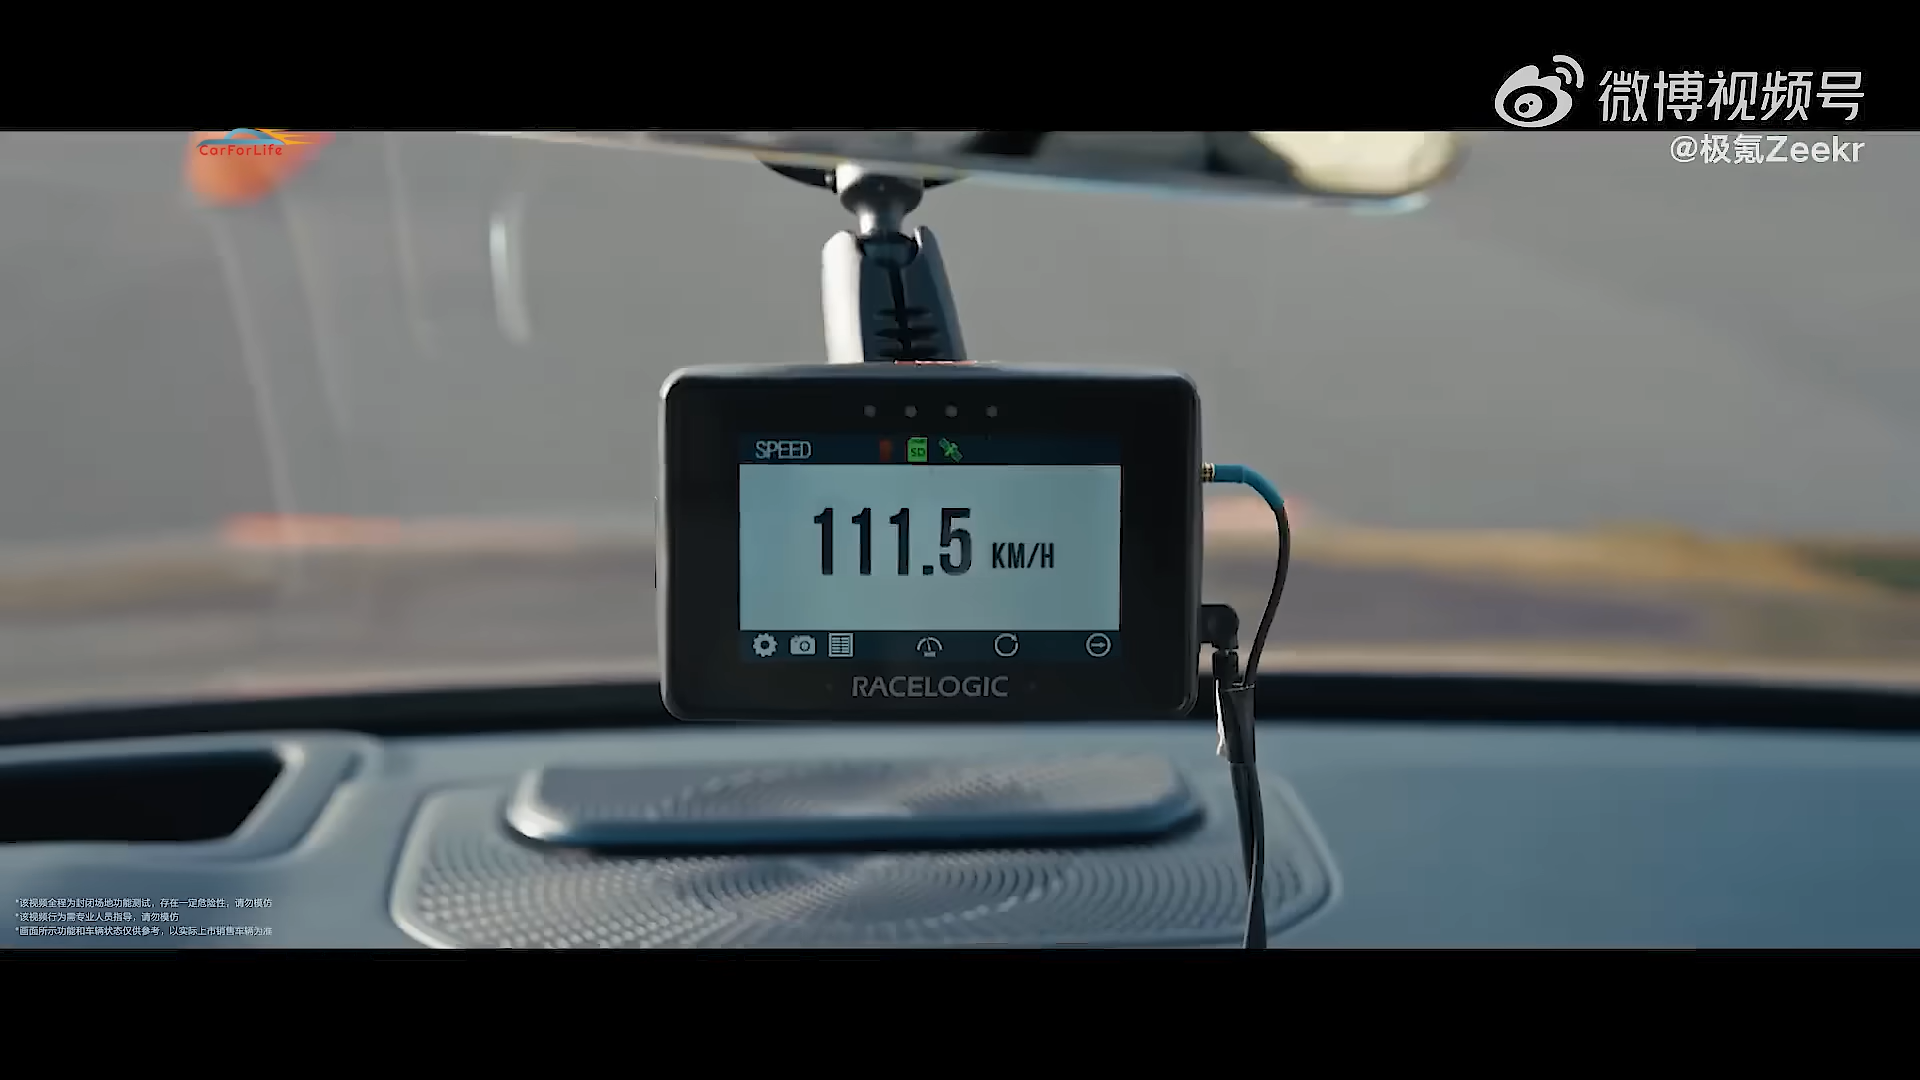 微博视频号
@极氪Zeekr
CarForLife
SPEED
SD
111.5 KM/H
RACELOGIC
*该视频全程为封闭场地功能测试，存在一定危险性，请勿模仿
*该视频行为需专业人员指导，请勿模仿
*画面所示功能和车辆状态仅供参考，以实际上市销售车辆为准